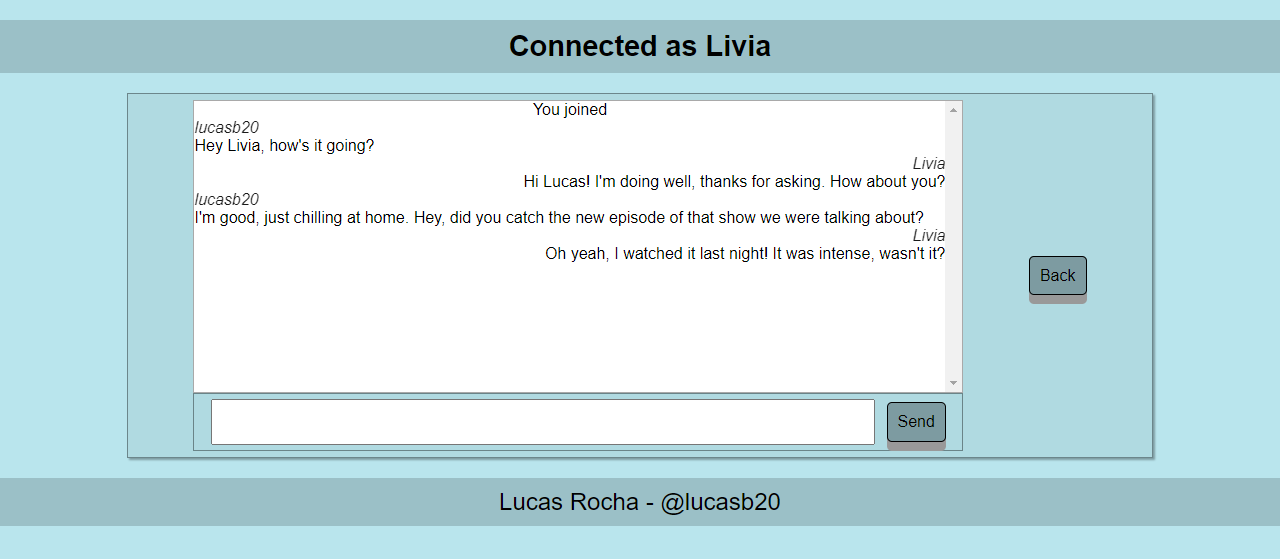 Connected as Livia
You joined
lucasb20
Hey Livia, how's it going?
Livia
Hi Lucas! I'm doing well, thanks for asking. How about you?
lucasb20
I'm good, just chilling at home. Hey, did you catch the new episode of that show we were talking about?
Livia
Oh yeah, I watched it last night! It was intense, wasn't it?
Back
Send
Lucas Rocha - @lucasb20